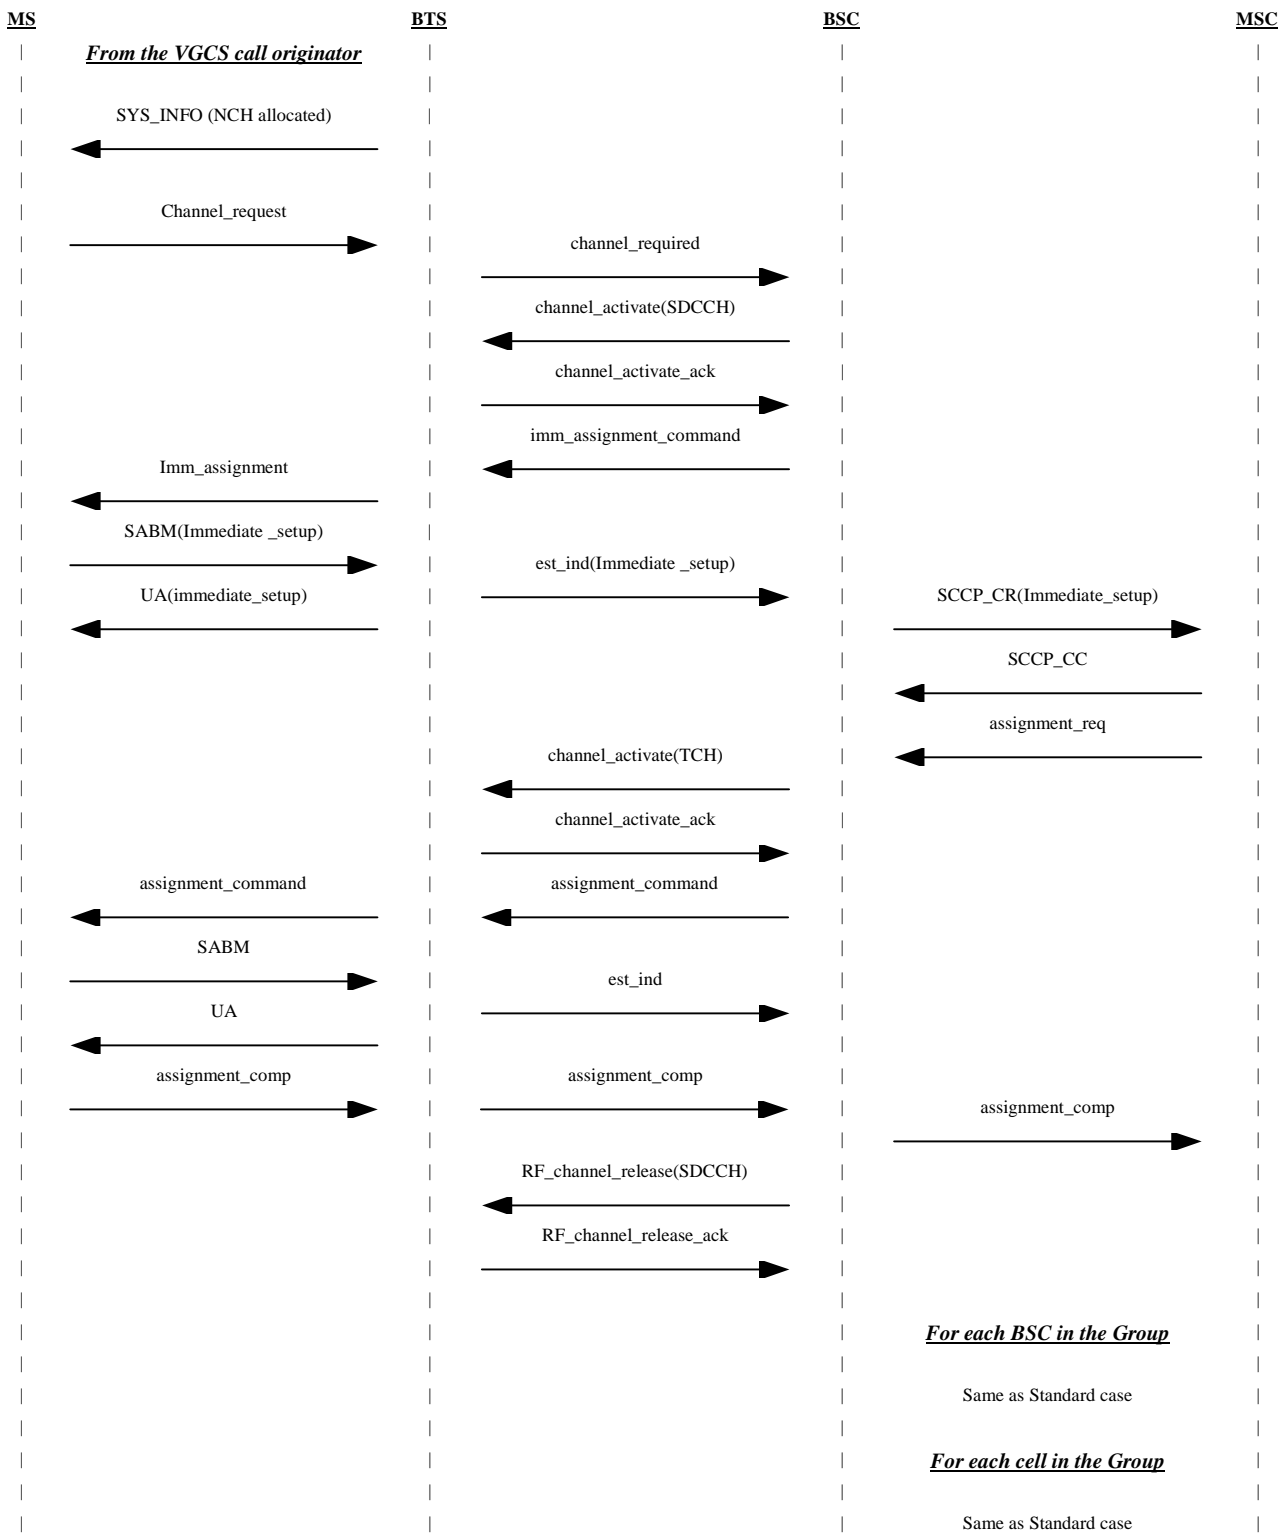 MS BTS BSC MSC
From the VGCS call originator
SYS_INFO (NCH allocated)
Channel_request
channel_required
channel_activate(SDCCH)
channel_activate_ack
imm_assignment_command
Imm_assignment
SABM(Immediate _setup)
est_ind(Immediate _setup)
UA(immediate_setup) SCCP_CR(Immediate_setup)
SCCP_CC
assignment_req
channel_activate(TCH)
channel_activate_ack
assignment_command assignment_command
SABM
est_ind
UA
assignment_comp assignment_comp
assignment_comp
RF_channel_release(SDCCH)
RF_channel_release_ack
For each BSC in the Group
Same as Standard case
For each cell in the Group
Same as Standard case